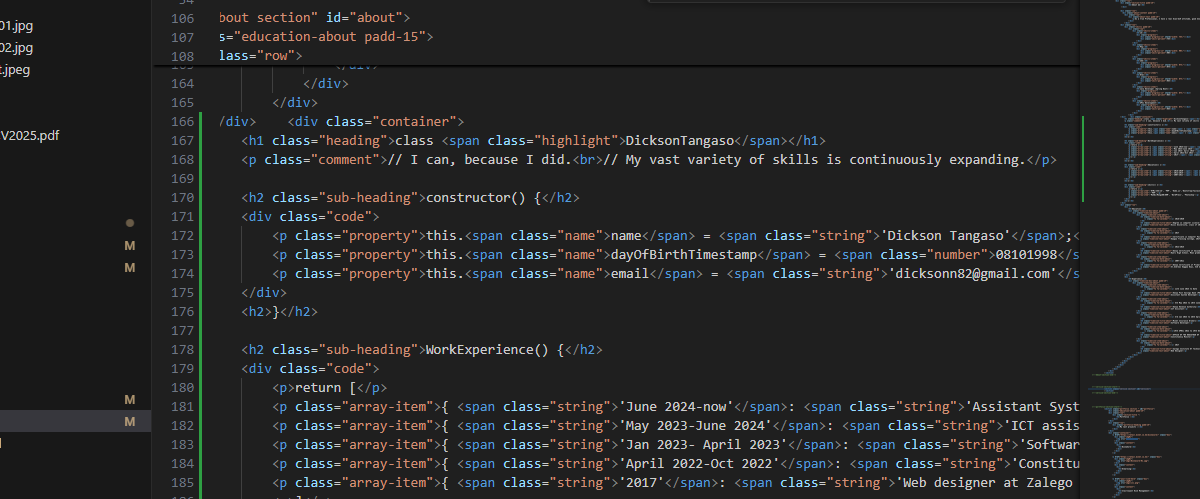 01.jpg
02.jpg
t.jpeg
V2025.pdf
M
M
M
M
106 bout section" id="about">
107 s="education-about padd-15">
108 lass="row">
164 </div>
165 </div>
166 /div> <div class="container">
167 <h1 class="heading">class <span class="highlight">DicksonTangaso</span></h1>
168 <p class="comment">// I can, because I did.<br>// My vast variety of skills is continuously expanding.</p>
169
170 <h2 class="sub-heading">constructor() {</h2>
171 <div class="code">
172 <p class="property">this.<span class="name">name</span> = <span class="string">'Dickson Tangaso'</span>;<
173 <p class="property">this.<span class="name">dayOfBirthTimestamp</span> = <span class="number">08101998</s
174 <p class="property">this.<span class="name">email</span> = <span class="string">'dicksonn82@gmail.com'</s
175 </div>
176 <h2>}</h2>
177
178 <h2 class="sub-heading">WorkExperience() {</h2>
179 <div class="code">
180 <p>return [</p>
181 <p class="array-item">{ <span class="string">'June 2024-now'</span>: <span class="string">'Assistant Syst
182 <p class="array-item">{ <span class="string">'May 2023-June 2024'</span>: <span class="string">'ICT assis
183 <p class="array-item">{ <span class="string">'Jan 2023- April 2023'</span>: <span class="string">'Software
184 <p class="array-item">{ <span class="string">'April 2022-Oct 2022'</span>: <span class="string">'Constitu
185 <p class="array-item">{ <span class="string">'2017'</span>: <span class="string">'Web designer at Zalego